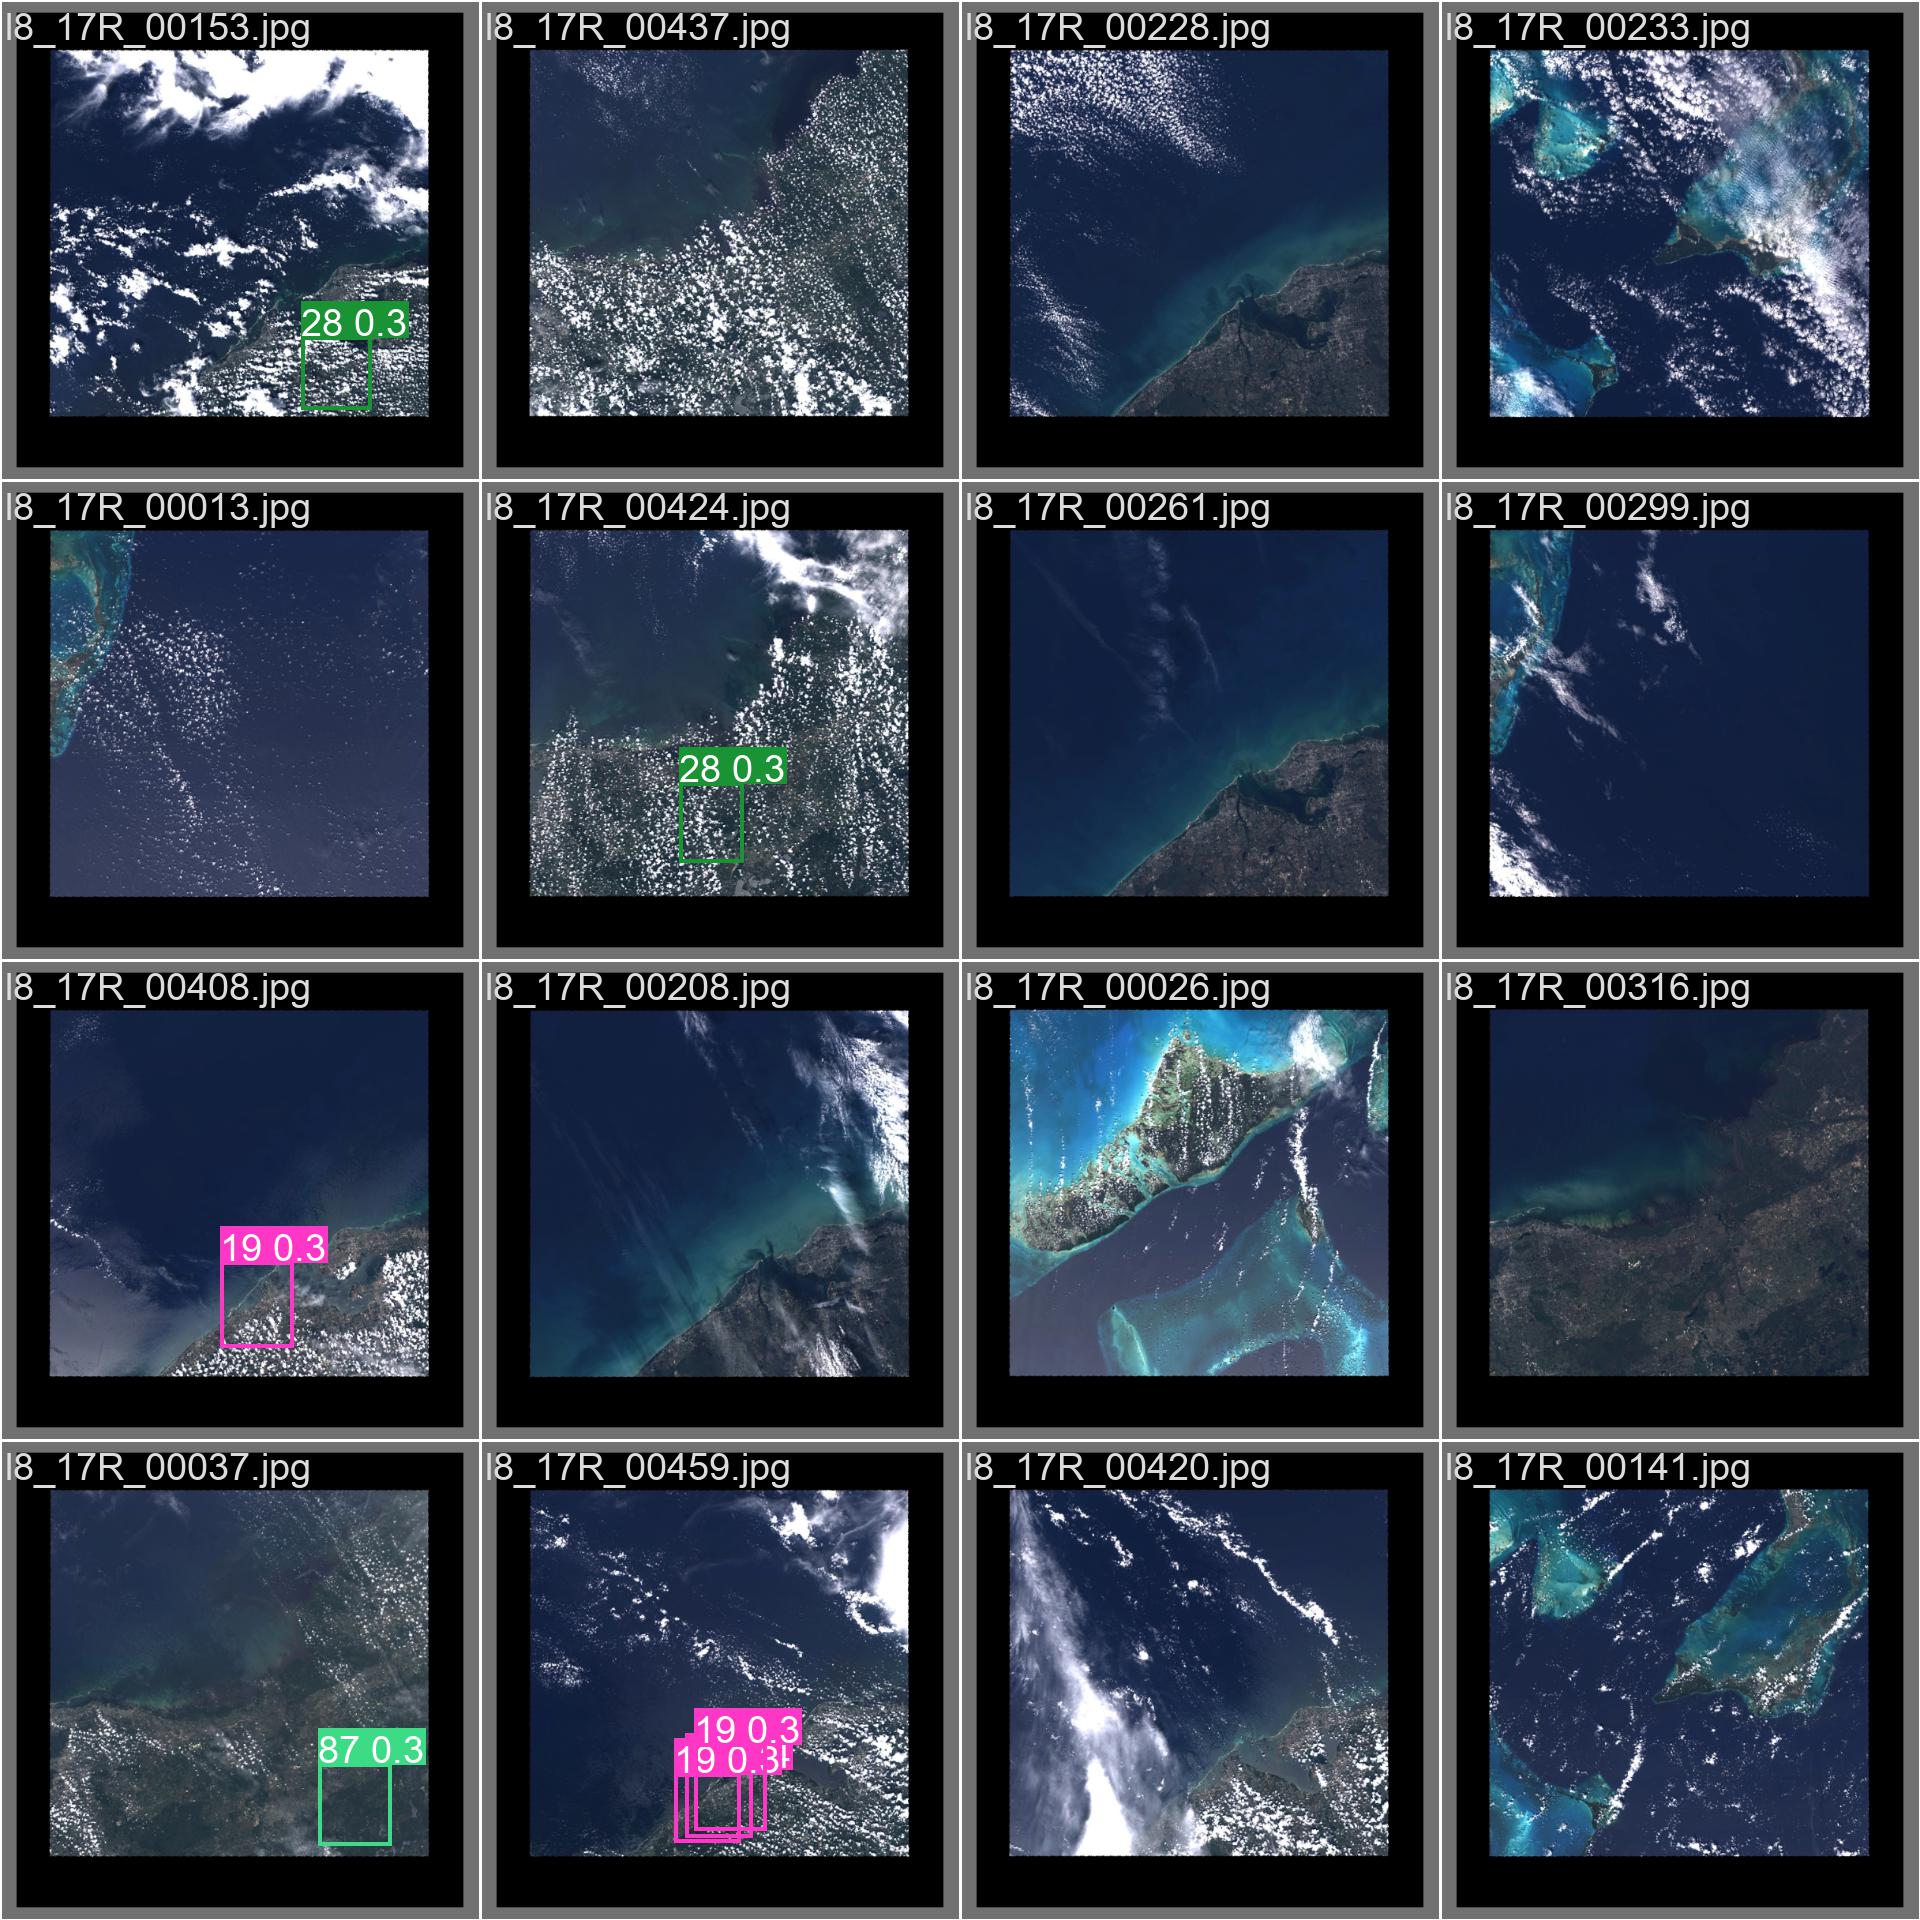 l8_17R_00153.jpg
l8_17R_00437.jpg
l8_17R_00228.jpg
l8_17R_00233.jpg
28 0.3
l8_17R_00013.jpg
l8_17R_00424.jpg
l8_17R_00261.jpg
l8_17R_00299.jpg
28 0.3
l8_17R_00408.jpg
l8_17R_00208.jpg
l8_17R_00026.jpg
l8_17R_00316.jpg
19 0.3
l8_17R_00037.jpg
l8_17R_00459.jpg
l8_17R_00420.jpg
l8_17R_00141.jpg
87 0.3
19 0.3
19 0.3